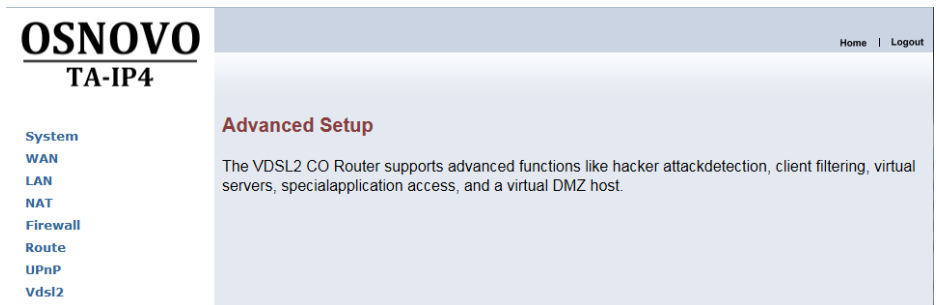 OSNOVO
TA-IP4
Home | Logout
System
WAN
LAN
NAT
Firewall
Route
UPnP
Vdsl2
Advanced Setup
The VDSL2 CO Router supports advanced functions like hacker attackdetection, client filtering, virtual
servers, specialapplication access, and a virtual DMZ host.